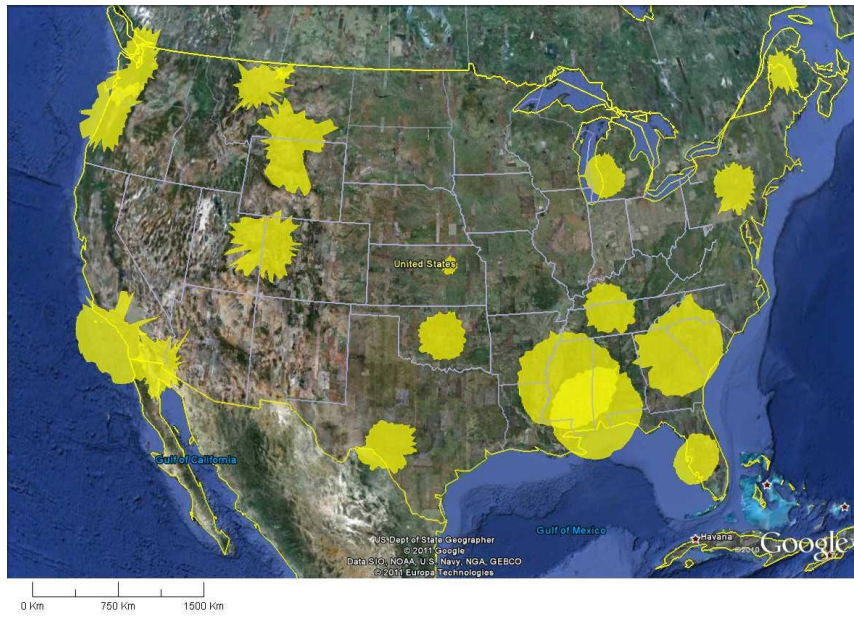 United States
Gulf of California
Gulf of Mexico
Havana
US Dept of State Geographer
© 2011 Google
Data SIO, NOAA, U.S. Navy, NGA, GEBCO
© 2011 Europa Technologies
Google
0 Km 750 Km 1500 Km